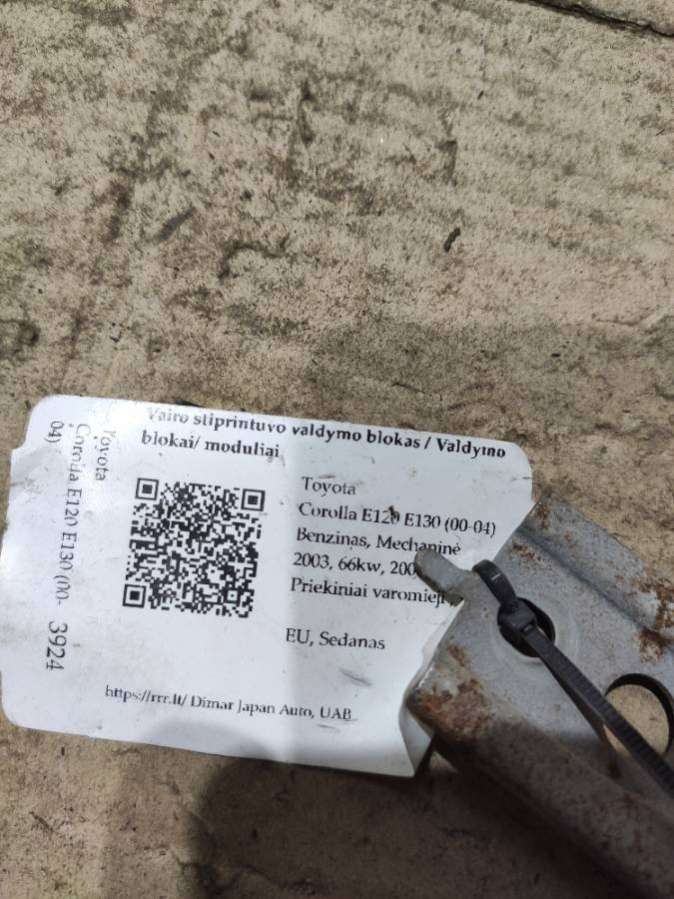 Vairo stiprintuvo valdymo blokas / Valdymo
blokai/ moduliai
Toyota
Corolla E120 E130 (00-04)
Benzinas, Mechaninė
2003, 66kw, 200
Priekiniai varomieji
EU, Sedanas
https://rrr.lt/ Dimar Japan Auto, UAB
Toyota
Corolla E120 E130 (00-
04)
3924